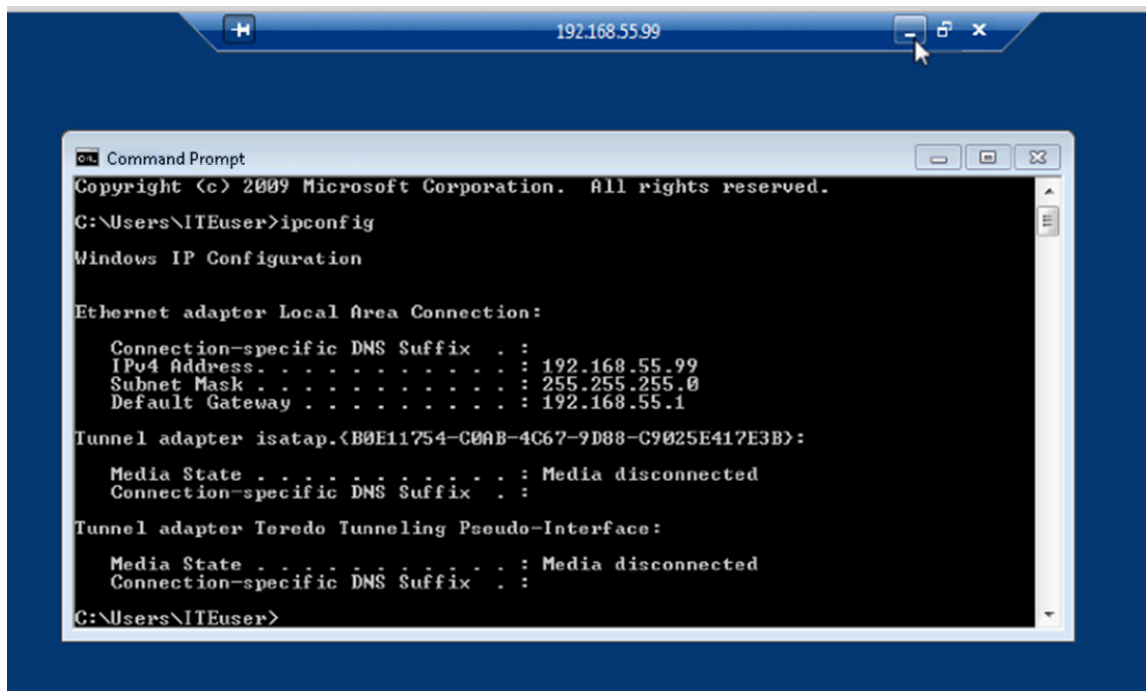 192.168.55.99
Command Prompt
Copyright (c) 2009 Microsoft Corporation.  All rights reserved.
C:\Users\ITEuser>ipconfig
Windows IP Configuration
Ethernet adapter Local Area Connection:
   Connection-specific DNS Suffix  . :
   IPv4 Address. . . . . . . . . . . : 192.168.55.99
   Subnet Mask . . . . . . . . . . . : 255.255.255.0
   Default Gateway . . . . . . . . . : 192.168.55.1
Tunnel adapter isatap.{B0E11754-C0AB-4C67-9D88-C9025E417E3B}:
   Media State . . . . . . . . . . . : Media disconnected
   Connection-specific DNS Suffix  . :
Tunnel adapter Teredo Tunneling Pseudo-Interface:
   Media State . . . . . . . . . . . : Media disconnected
   Connection-specific DNS Suffix  . :
C:\Users\ITEuser>